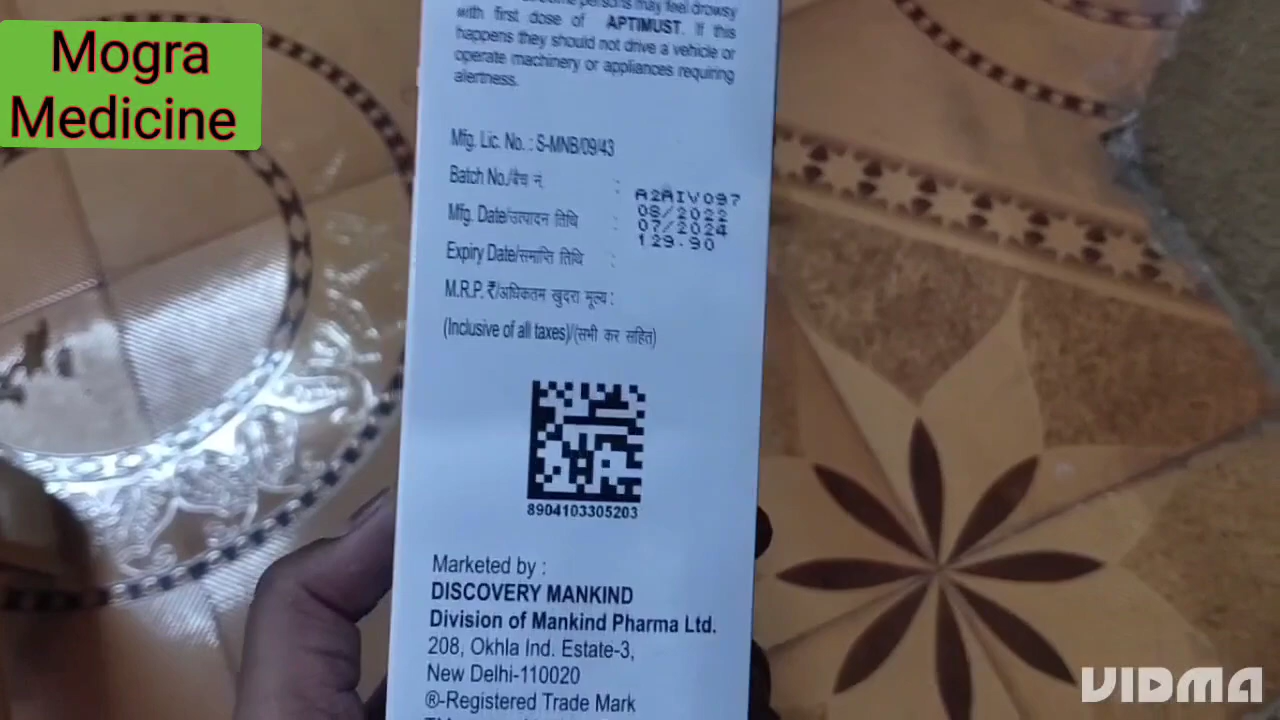 Mogra
Medicine
persons may feel drowsy
with first dose of APTIMUST. If this
happens they should not drive a vehicle or
operate machinery or appliances requiring
alertness.
Mfg. Lic. No. : S-MNB/09/43
Batch No./बैच नं. : A2AIV097
Mfg. Date/उत्पादन तिथि : 08/2022
Expiry Date/समाप्ति तिथि : 07/2024
M.R.P. ₹/अधिकतम खुदरा मूल्य : 129.90
(Inclusive of all taxes)/(सभी कर सहित)
8904103305203
Marketed by :
DISCOVERY MANKIND
Division of Mankind Pharma Ltd.
208, Okhla Ind. Estate-3,
New Delhi-110020
®-Registered Trade Mark
VIDMA